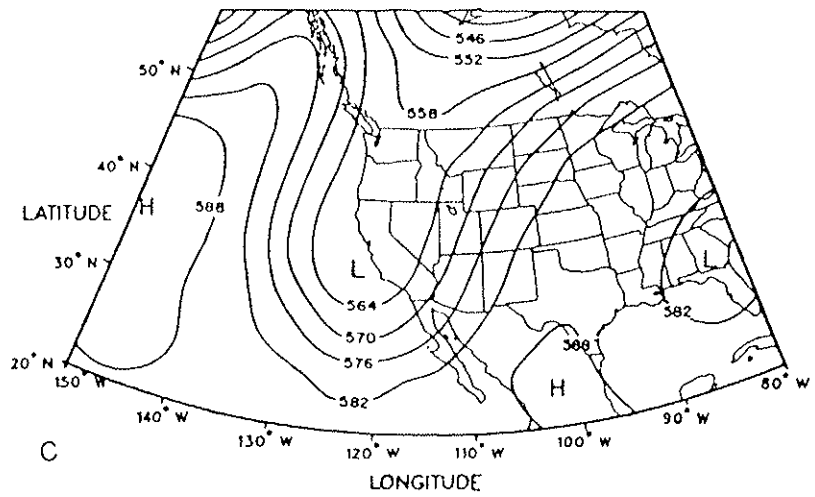 546
552
558
50° N
40° N
LATITUDE
H
588
30° N
L
L
564
570
582
576
588
20° N
H
582
150° W
80° W
140° W
90° W
130° W
100° W
120° W
110° W
C
LONGITUDE